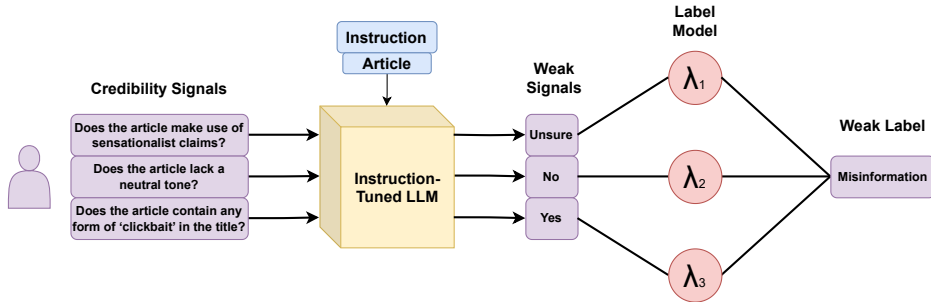 Instruction
Article
Label
Model
Weak
Signals
Credibility Signals
Weak Label
Does the article make use of
sensationalist claims?
Does the article lack a
neutral tone?
Does the article contain any
form of 'clickbait' in the title?
Instruction-
Tuned LLM
Unsure
No
Yes
λ1
λ2
λ3
Misinformation